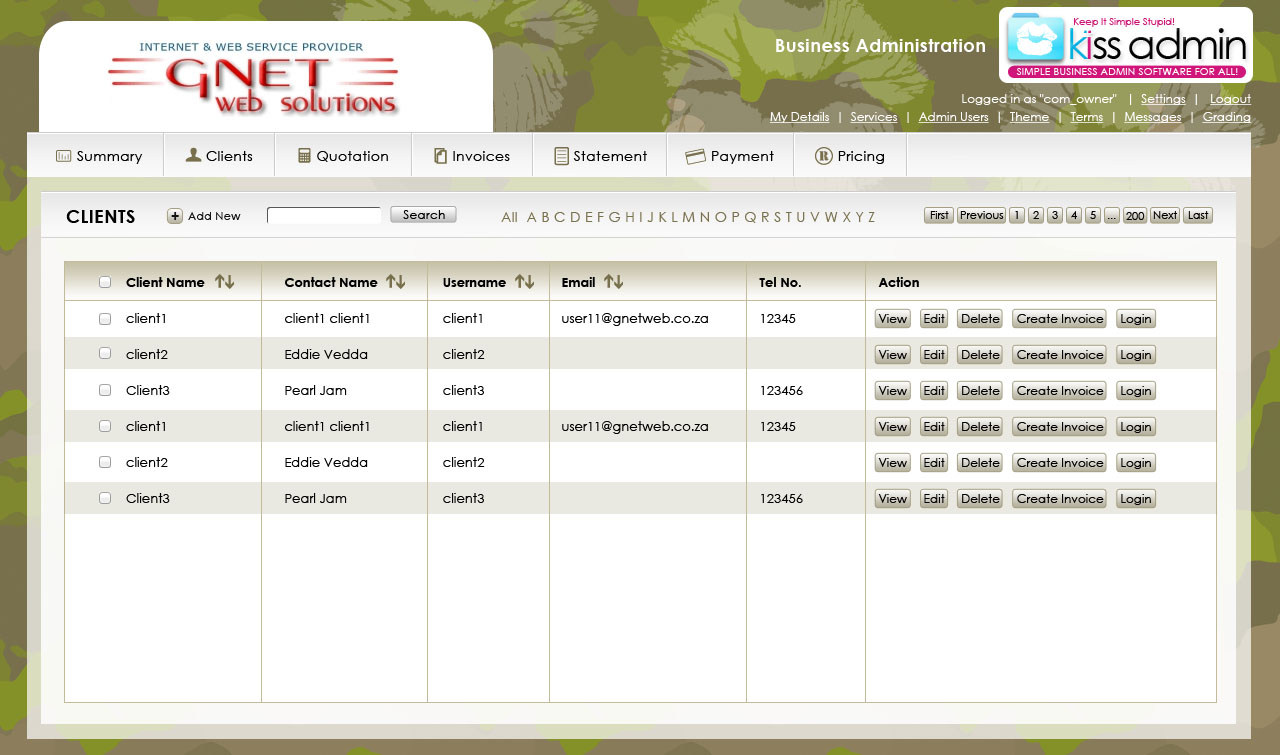 INTERNET & WEB SERVICE PROVIDER
GNET
WEB SOLUTIONS
Business Administration
Keep It Simple Stupid!
kiss admin
SIMPLE BUSINESS ADMIN SOFTWARE FOR ALL!
Logged in as "com_owner" | Settings | Logout
My Details | Services | Admin Users | Theme | Terms | Messages | Grading
Summary Clients Quotation Invoices Statement Payment R Pricing
CLIENTS + Add New Search All A B C D E F G H I J K L M N O P Q R S T U V W X Y Z First Previous 1 2 3 4 5 ... 200 Next Last
Client Name Contact Name Username Email Tel No. Action
client1 client1 client1 client1 user11@gnetweb.co.za 12345 View Edit Delete Create Invoice Login
client2 Eddie Vedda client2 View Edit Delete Create Invoice Login
Client3 Pearl Jam client3 123456 View Edit Delete Create Invoice Login
client1 client1 client1 client1 user11@gnetweb.co.za 12345 View Edit Delete Create Invoice Login
client2 Eddie Vedda client2 View Edit Delete Create Invoice Login
Client3 Pearl Jam client3 123456 View Edit Delete Create Invoice Login